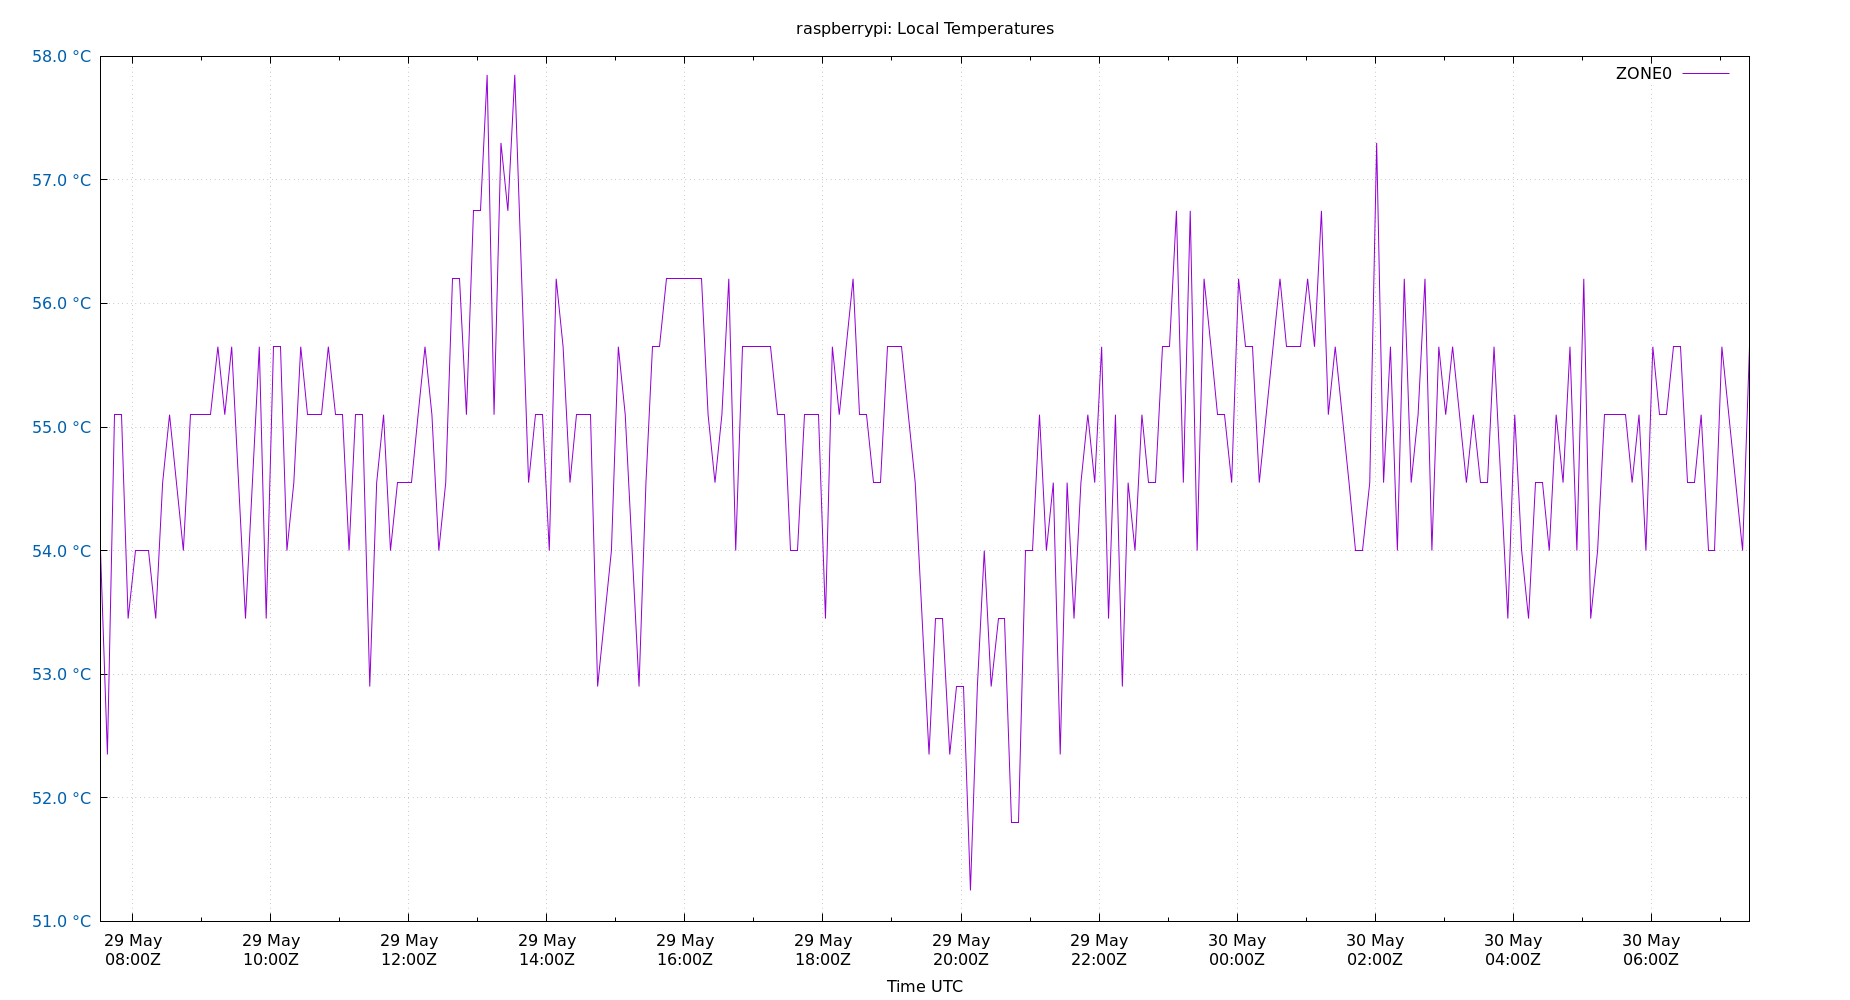 raspberrypi: Local Temperatures
58.0 °C
57.0 °C
56.0 °C
55.0 °C
54.0 °C
53.0 °C
52.0 °C
51.0 °C
ZONE0
29 May 29 May 29 May 29 May 29 May 29 May 29 May 29 May 30 May 30 May 30 May 30 May
08:00Z 10:00Z 12:00Z 14:00Z 16:00Z 18:00Z 20:00Z 22:00Z 00:00Z 02:00Z 04:00Z 06:00Z
Time UTC